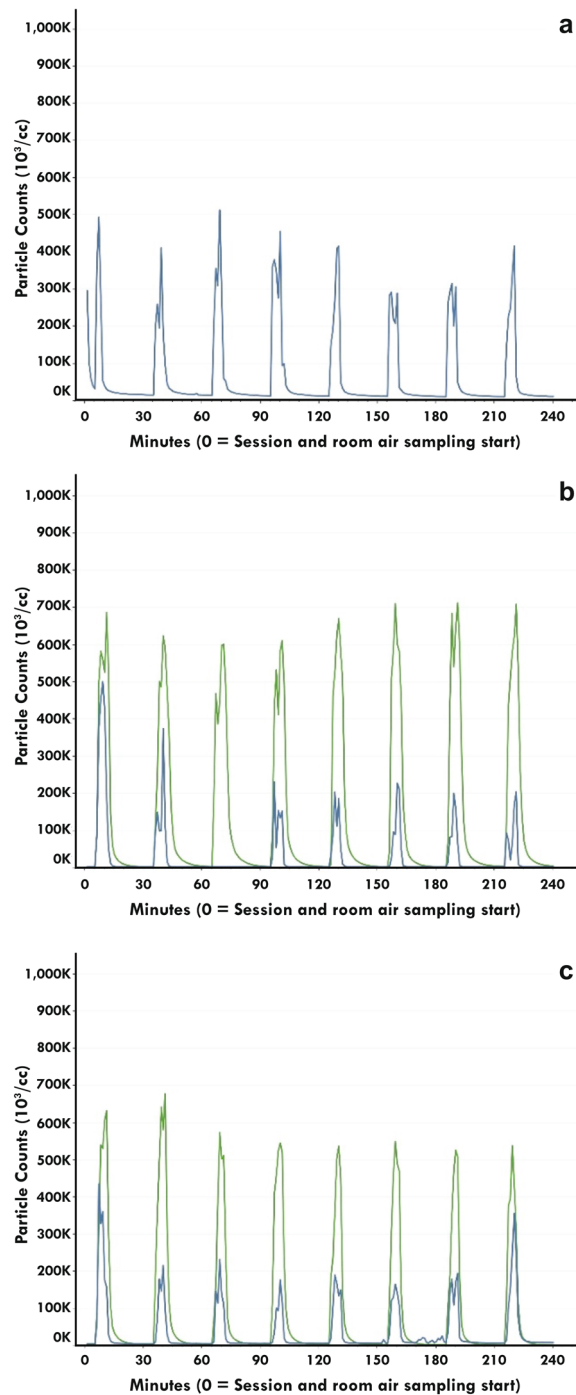 a
1,000K
900K
800K
700K
600K
500K
400K
300K
200K
100K
0K
Particle Counts (10³/cc)
0 30 60 90 120 150 180 210 240
Minutes (0 = Session and room air sampling start)
b
1,000K
900K
800K
700K
600K
500K
400K
300K
200K
100K
0K
Particle Counts (10³/cc)
0 30 60 90 120 150 180 210 240
Minutes (0 = Session and room air sampling start)
c
1,000K
900K
800K
700K
600K
500K
400K
300K
200K
100K
0K
Particle Counts (10³/cc)
0 30 60 90 120 150 180 210 240
Minutes (0 = Session and room air sampling start)